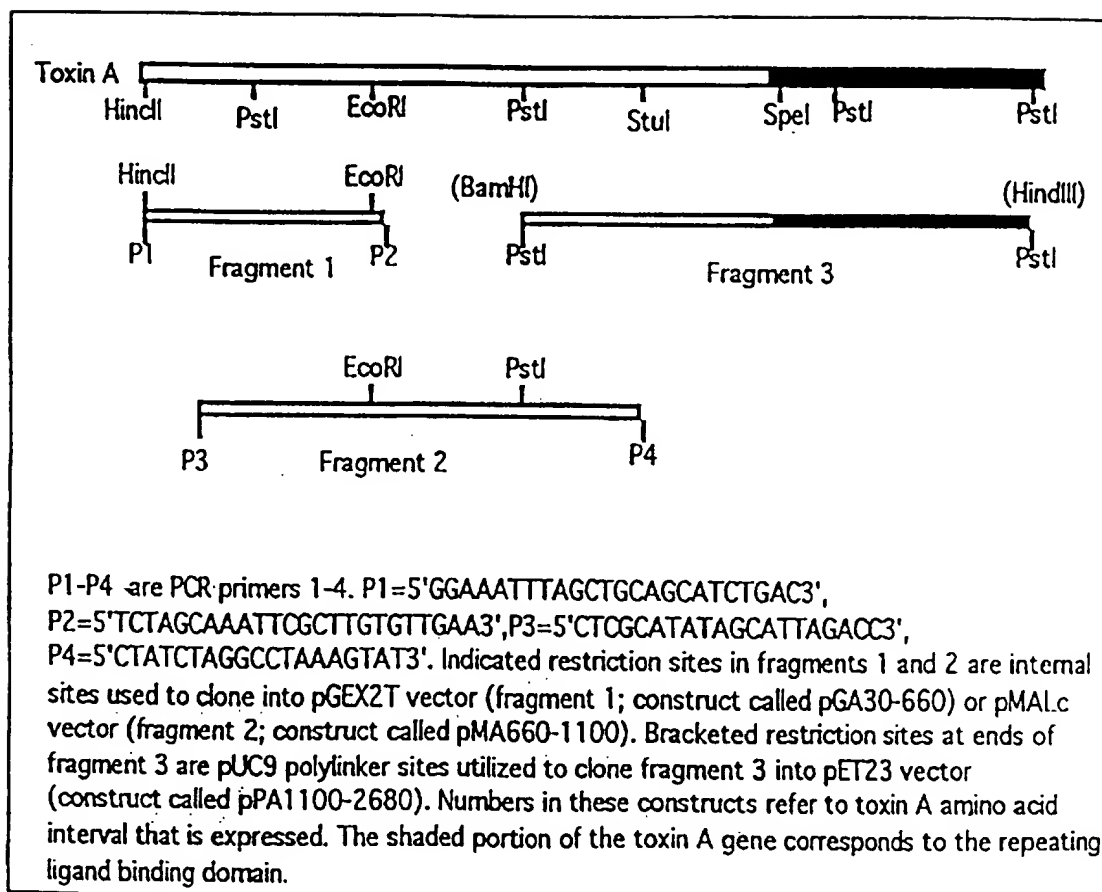 Toxin A
HincII PstI EcoRI PstI StuI SpeI PstI PstI
HincII EcoRI (BamHI) (HindIII)
P1 Fragment 1 P2 PstI Fragment 3 PstI
EcoRI PstI
P3 Fragment 2 P4
P1-P4 are PCR primers 1-4. P1=5'GGAAATTTAGCTGCAGCATCTGAC3',
P2=5'TCTAGCAAATTCGCTTGTGTTGAA3',P3=5'CTCGCATATAGCATTAGACC3',
P4=5'CTATCTAGGCCTAAAGTAT3'. Indicated restriction sites in fragments 1 and 2 are internal
sites used to clone into pGEX2T vector (fragment 1; construct called pGA30-660) or pMALc
vector (fragment 2; construct called pMA660-1100). Bracketed restriction sites at ends of
fragment 3 are pUC9 polylinker sites utilized to clone fragment 3 into pET23 vector
(construct called pPA1100-2680). Numbers in these constructs refer to toxin A amino acid
interval that is expressed. The shaded portion of the toxin A gene corresponds to the repeating
ligand binding domain.